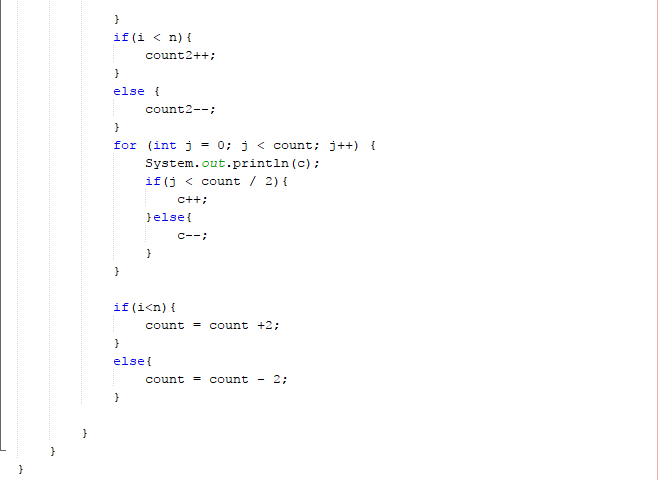 }
if(i < n){
count2++;
}
else {
count2--;
}
for (int j = 0; j < count; j++) {
System.out.println(c);
if(j < count / 2){
c++;
}else{
c--;
}
}
if(i<n){
count = count +2;
}
else{
count = count - 2;
}
}
}
}